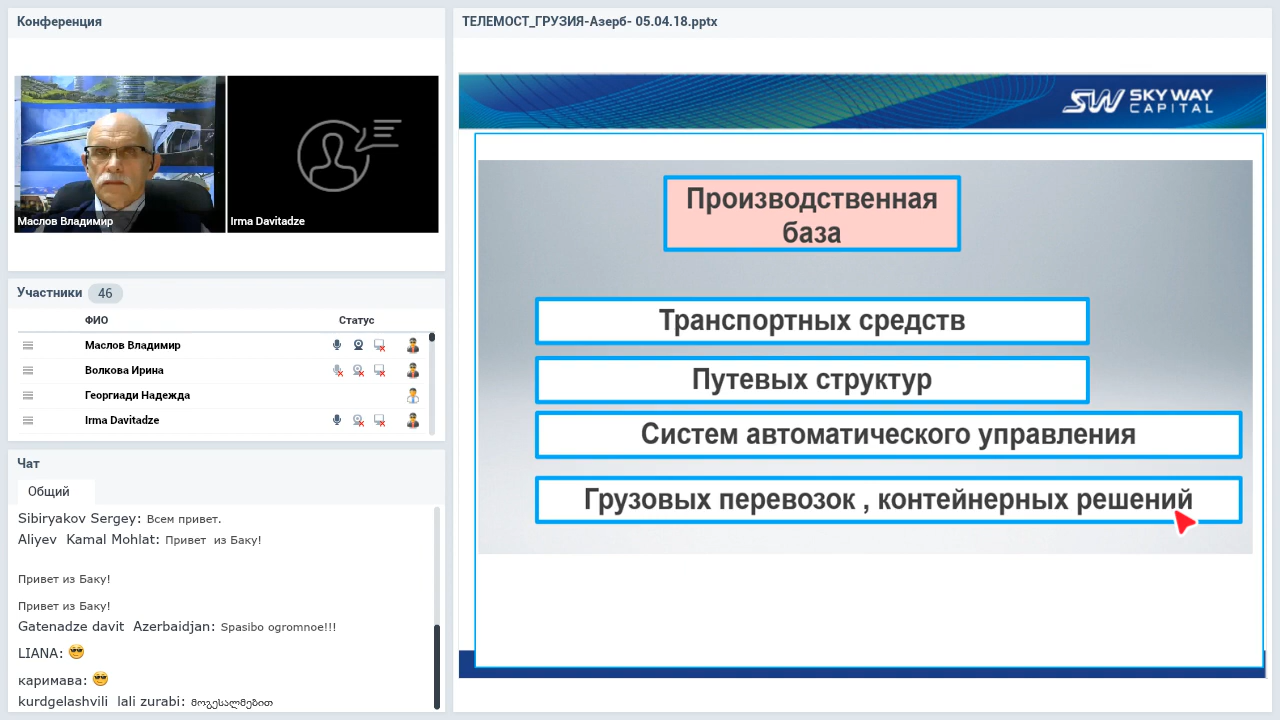 Конференция
Маслов Владимир
Irma Davitadze
Участники 46
ФИО Статус
Маслов Владимир
Волкова Ирина
Георгиади Надежда
Irma Davitadze
Чат
Общий
Sibiryakov Sergey: Всем привет.
Aliyev Kamal Mohlat: Привет из Баку!
Привет из Баку!
Привет из Баку!
Gatenadze davit Azerbaidjan: Spasibo ogromnoe!!!
LIANA:
каримава:
kurdgelashvili lali zurabi: მოგესალმებით
ТЕЛЕМОСТ_ГРУЗИЯ-Азерб- 05.04.18.pptx
SW SKY WAY
CAPITAL
Производственная
база
Транспортных средств
Путевых структур
Систем автоматического управления
Грузовых перевозок , контейнерных решений